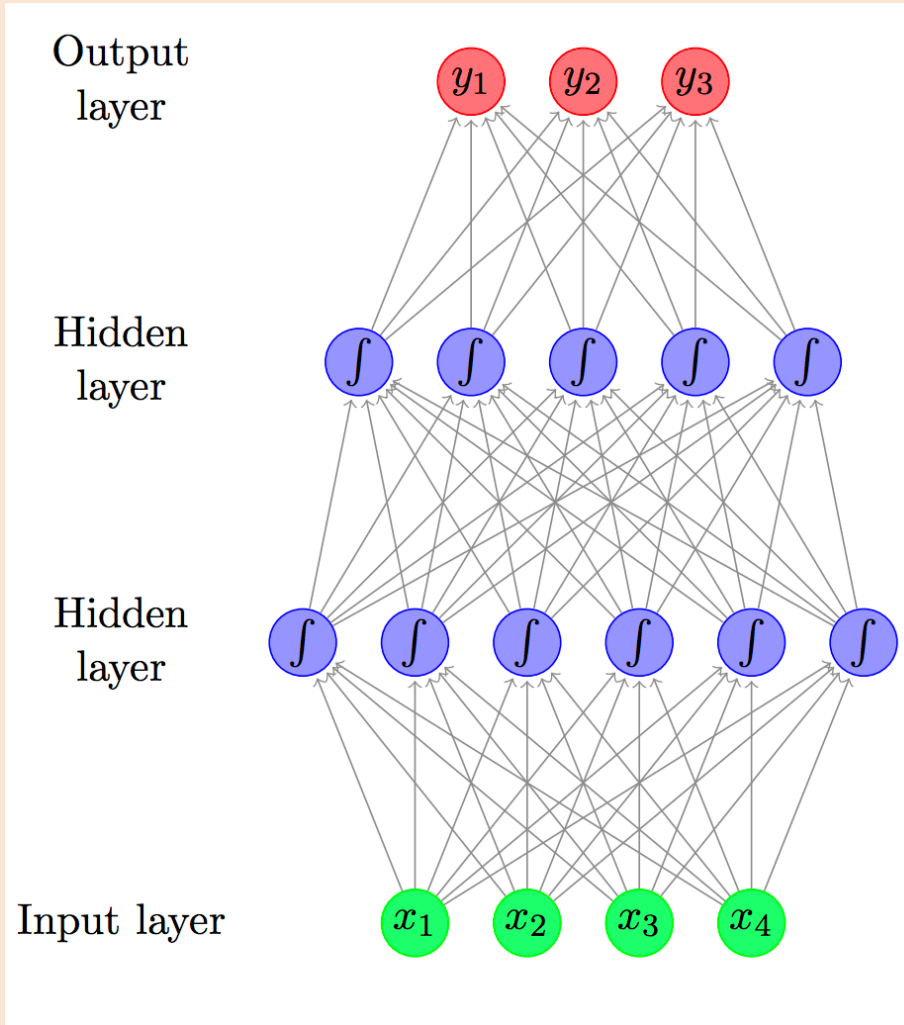 Output
layer
y1 y2 y3
Hidden
layer
∫ ∫ ∫ ∫ ∫
Hidden
layer
∫ ∫ ∫ ∫ ∫ ∫
Input layer
x1 x2 x3 x4